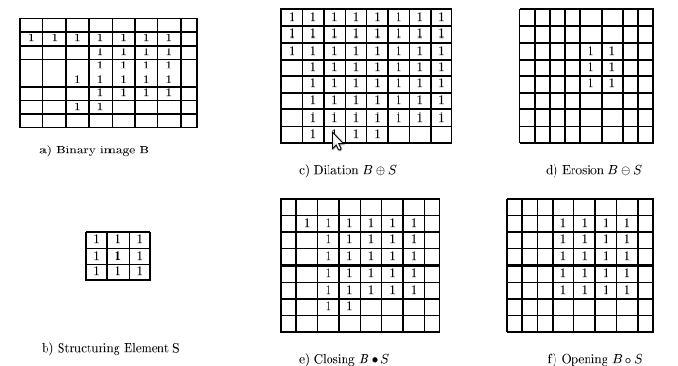 1 1 1 1 1 1 1
1 1 1 1
1 1 1 1
1 1 1 1 1
1 1 1 1
1 1
a) Binary image B
1 1 1 1 1 1 1 1
1 1 1 1 1 1 1 1
1 1 1 1 1 1 1 1
1 1 1 1 1 1 1
1 1 1 1 1 1 1
1 1 1 1 1 1 1
1 1 1 1 1 1 1
1 1 1 1
c) Dilation B ⊕ S
1 1
1 1
1 1
d) Erosion B ⊖ S
1 1 1
1 1 1
1 1 1
b) Structuring Element S
1 1 1 1 1 1
1 1 1 1 1
1 1 1 1 1
1 1 1 1 1
1 1 1 1 1
1 1
e) Closing B • S
1 1 1 1
1 1 1 1
1 1 1 1
1 1 1 1
1 1 1 1
f) Opening B ∘ S